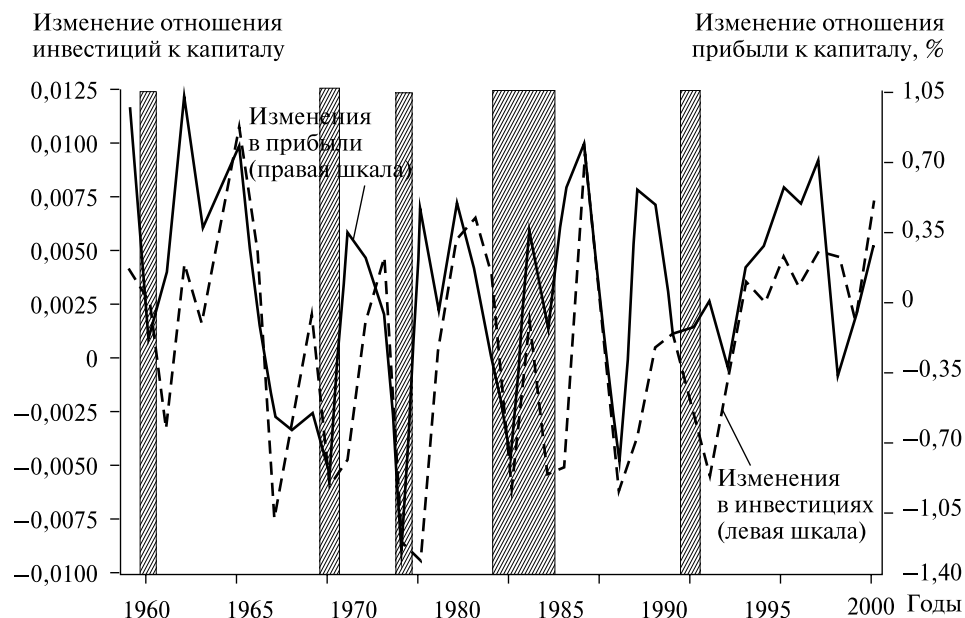 Изменение отношения
инвестиций к капиталу
Изменение отношения
прибыли к капиталу, %
0,0125
0,0100
0,0075
0,0050
0,0025
0
−0,0025
−0,0050
−0,0075
−0,0100
Изменения
в прибыли
(правая шкала)
1,05
0,70
0,35
0
−0,35
−0,70
−1,05
−1,40
Изменения
в инвестициях
(левая шкала)
1960 1965 1970 1980 1985 1990 1995 2000 Годы